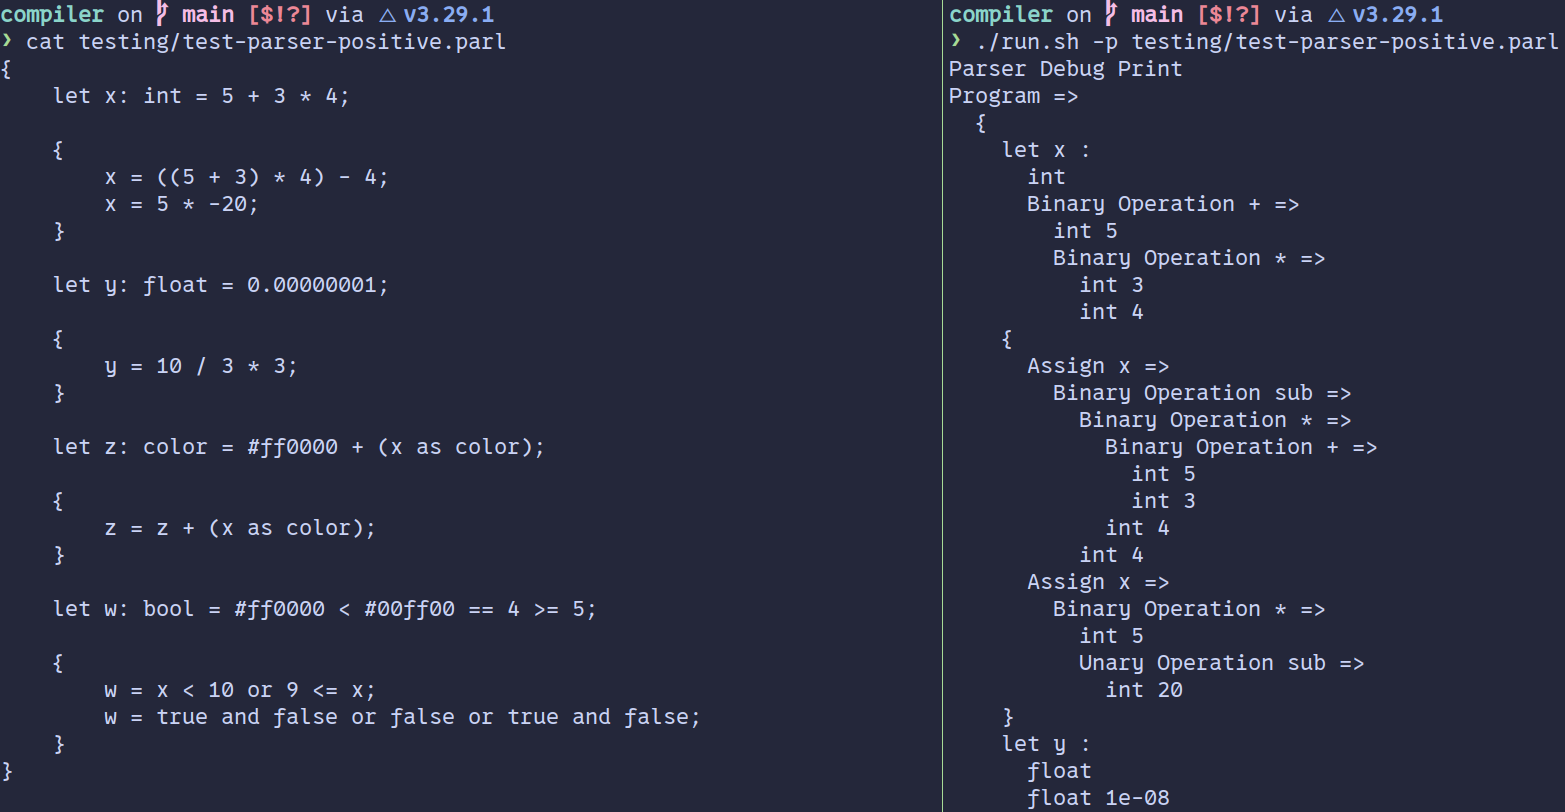 compiler on main [$!?] via △ v3.29.1
❯ cat testing/test-parser-positive.parl
{
    let x: int = 5 + 3 * 4;

    {
        x = ((5 + 3) * 4) - 4;
        x = 5 * -20;
    }

    let y: float = 0.00000001;

    {
        y = 10 / 3 * 3;
    }

    let z: color = #ff0000 + (x as color);

    {
        z = z + (x as color);
    }

    let w: bool = #ff0000 < #00ff00 == 4 >= 5;

    {
        w = x < 10 or 9 <= x;
        w = true and false or false or true and false;
    }
}
compiler on main [$!?] via △ v3.29.1
❯ ./run.sh -p testing/test-parser-positive.parl
Parser Debug Print
Program =>
  {
    let x :
      int
      Binary Operation + =>
        int 5
        Binary Operation * =>
          int 3
          int 4
    {
      Assign x =>
        Binary Operation sub =>
          Binary Operation * =>
            Binary Operation + =>
              int 5
              int 3
            int 4
          int 4
      Assign x =>
        Binary Operation * =>
          int 5
          Unary Operation sub =>
            int 20
    }
    let y :
      float
      float 1e-08